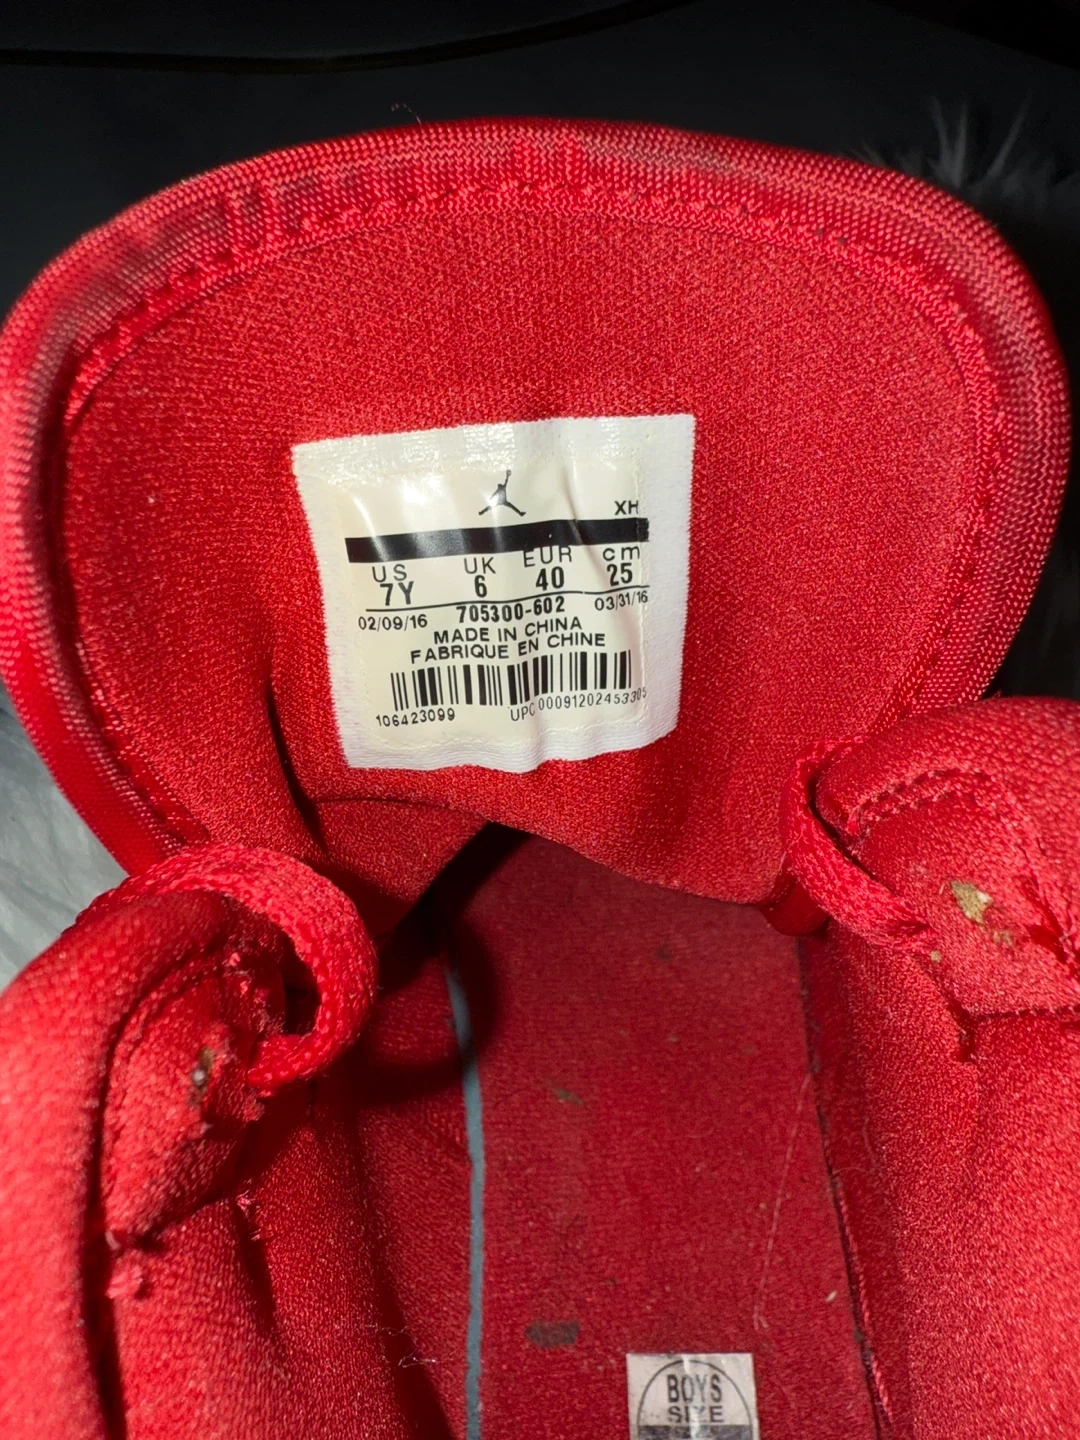 XH
US UK EUR cm
7Y 6 40 25
02/09/16 705300-602 03/31/16
MADE IN CHINA
FABRIQUE EN CHINE
106423099 UPC 00091202453305
BOYS
SIZE